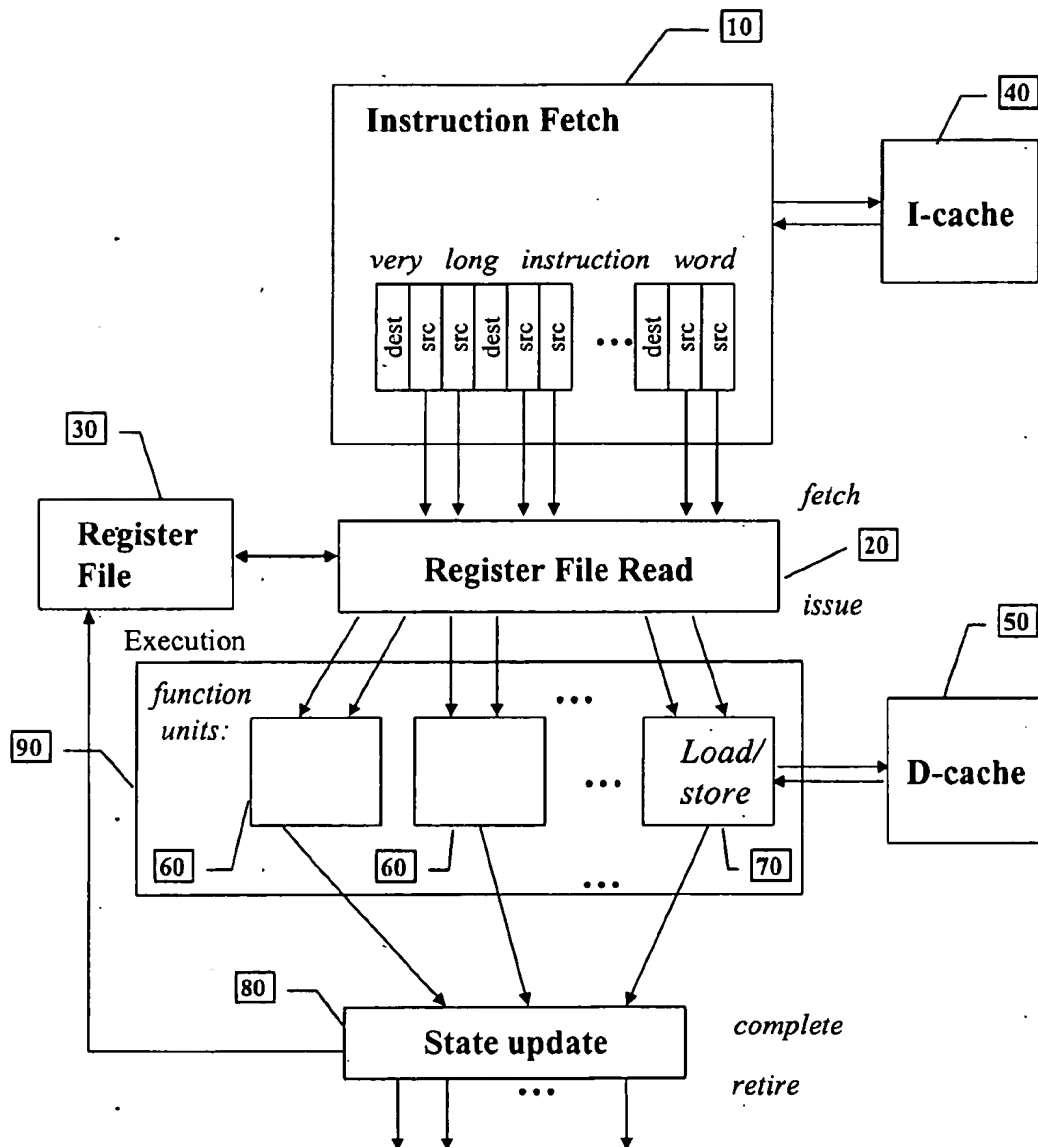 10
40
Instruction Fetch
I-cache
very long instruction word
dest src src dest src src ... dest src src
30
fetch
Register
File
Register File Read
20
issue
Execution
50
function
units:
...
90
Load/
store
...
D-cache
60
60
70
...
80
State update
complete
retire
...